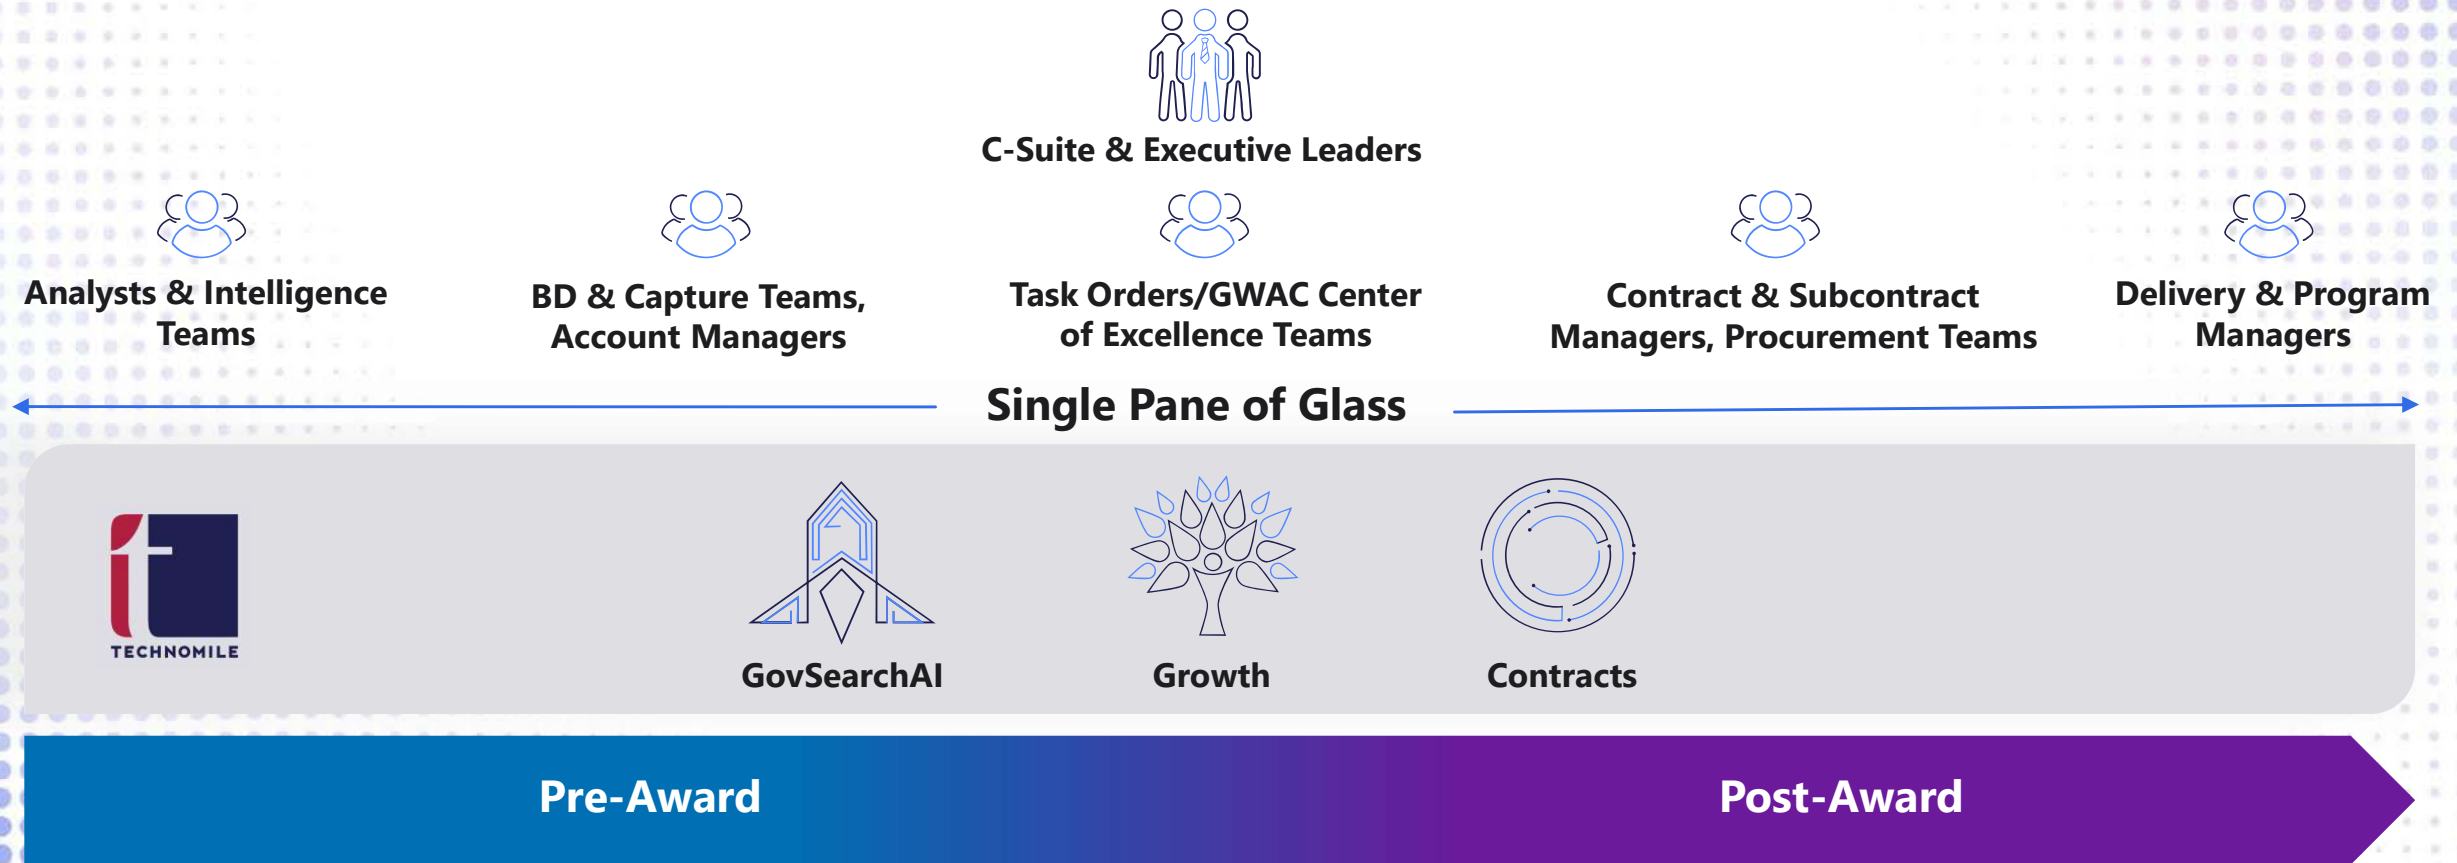 C-Suite & Executive Leaders
Analysts & Intelligence
Teams
BD & Capture Teams,
Account Managers
Task Orders/GWAC Center
of Excellence Teams
Contract & Subcontract
Managers, Procurement Teams
Delivery & Program
Managers
Single Pane of Glass
TECHNOMILE
GovSearchAI
Growth
Contracts
Pre-Award
Post-Award